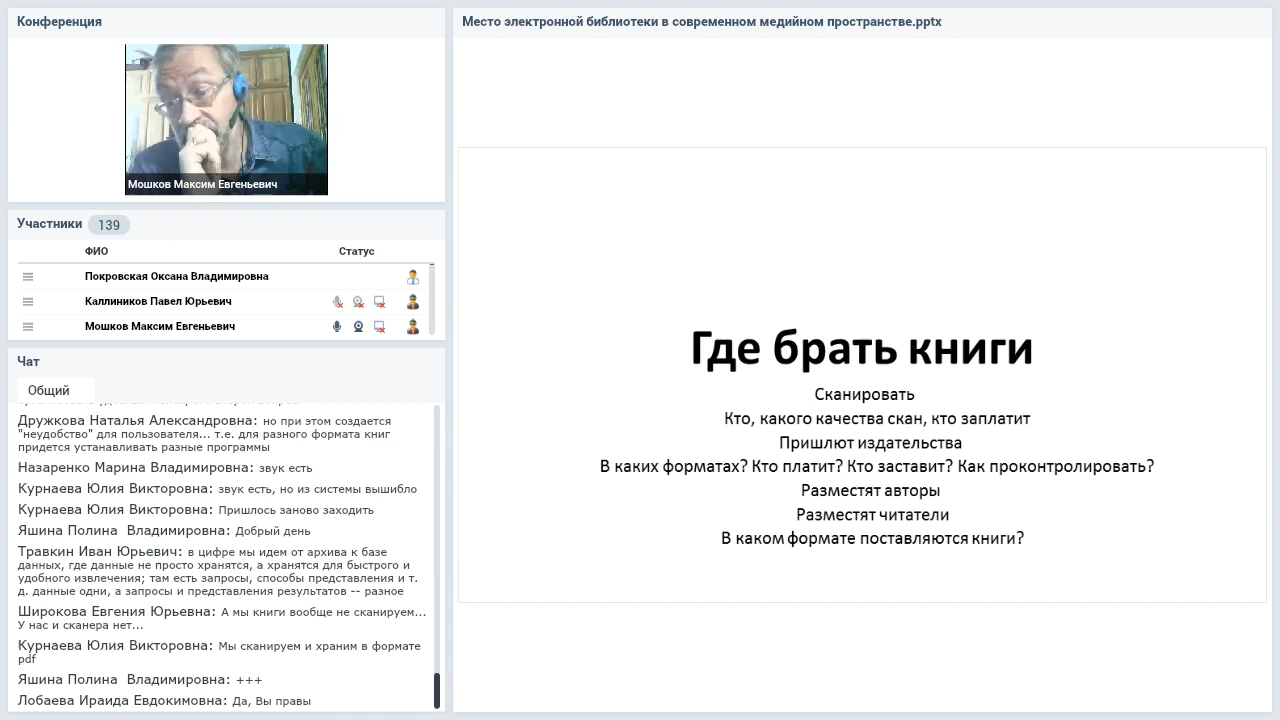 Конференция
Мошков Максим Евгеньевич
Участники 139
ФИО Статус
Покровская Оксана Владимировна
Каллиников Павел Юрьевич
Мошков Максим Евгеньевич
Чат
Общий
Дружкова Наталья Александровна: но при этом создается
"неудобство" для пользователя... т.е. для разного формата книг
придется устанавливать разные программы
Назаренко Марина Владимировна: звук есть
Курнаева Юлия Викторовна: звук есть, но из системы вышибло
Курнаева Юлия Викторовна: Пришлось заново заходить
Яшина Полина Владимировна: Добрый день
Травкин Иван Юрьевич: в цифре мы идем от архива к базе
данных, где данные не просто хранятся, а хранятся для быстрого и
удобного извлечения; там есть запросы, способы представления и т.
д. данные одни, а запросы и представления результатов -- разное
Широкова Евгения Юрьевна: А мы книги вообще не сканируем...
У нас и сканера нет...
Курнаева Юлия Викторовна: Мы сканируем и храним в формате
pdf
Яшина Полина Владимировна: +++
Лобаева Ираида Евдокимовна: Да, Вы правы
Место электронной библиотеки в современном медийном пространстве.pptx
Где брать книги
Сканировать
Кто, какого качества скан, кто заплатит
Пришлют издательства
В каких форматах? Кто платит? Кто заставит? Как проконтролировать?
Разместят авторы
Разместят читатели
В каком формате поставляются книги?